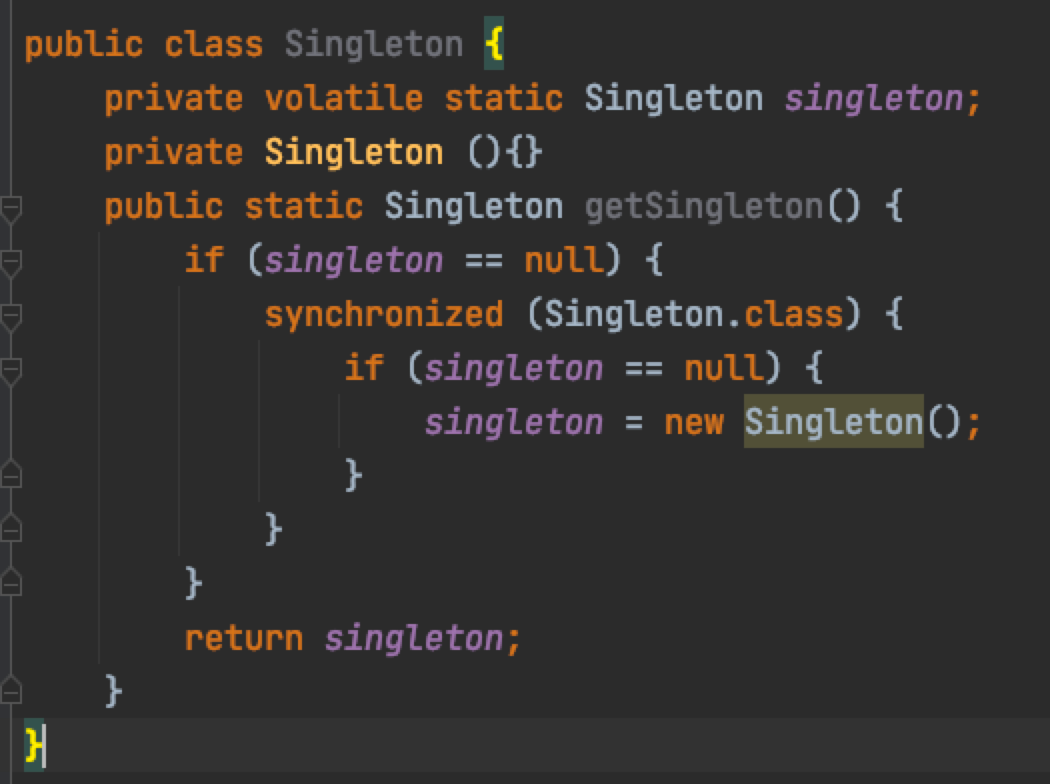 public class Singleton {
    private volatile static Singleton singleton;
    private Singleton (){}
    public static Singleton getSingleton() {
        if (singleton == null) {
            synchronized (Singleton.class) {
                if (singleton == null) {
                    singleton = new Singleton();
                }
            }
        }
        return singleton;
    }
}